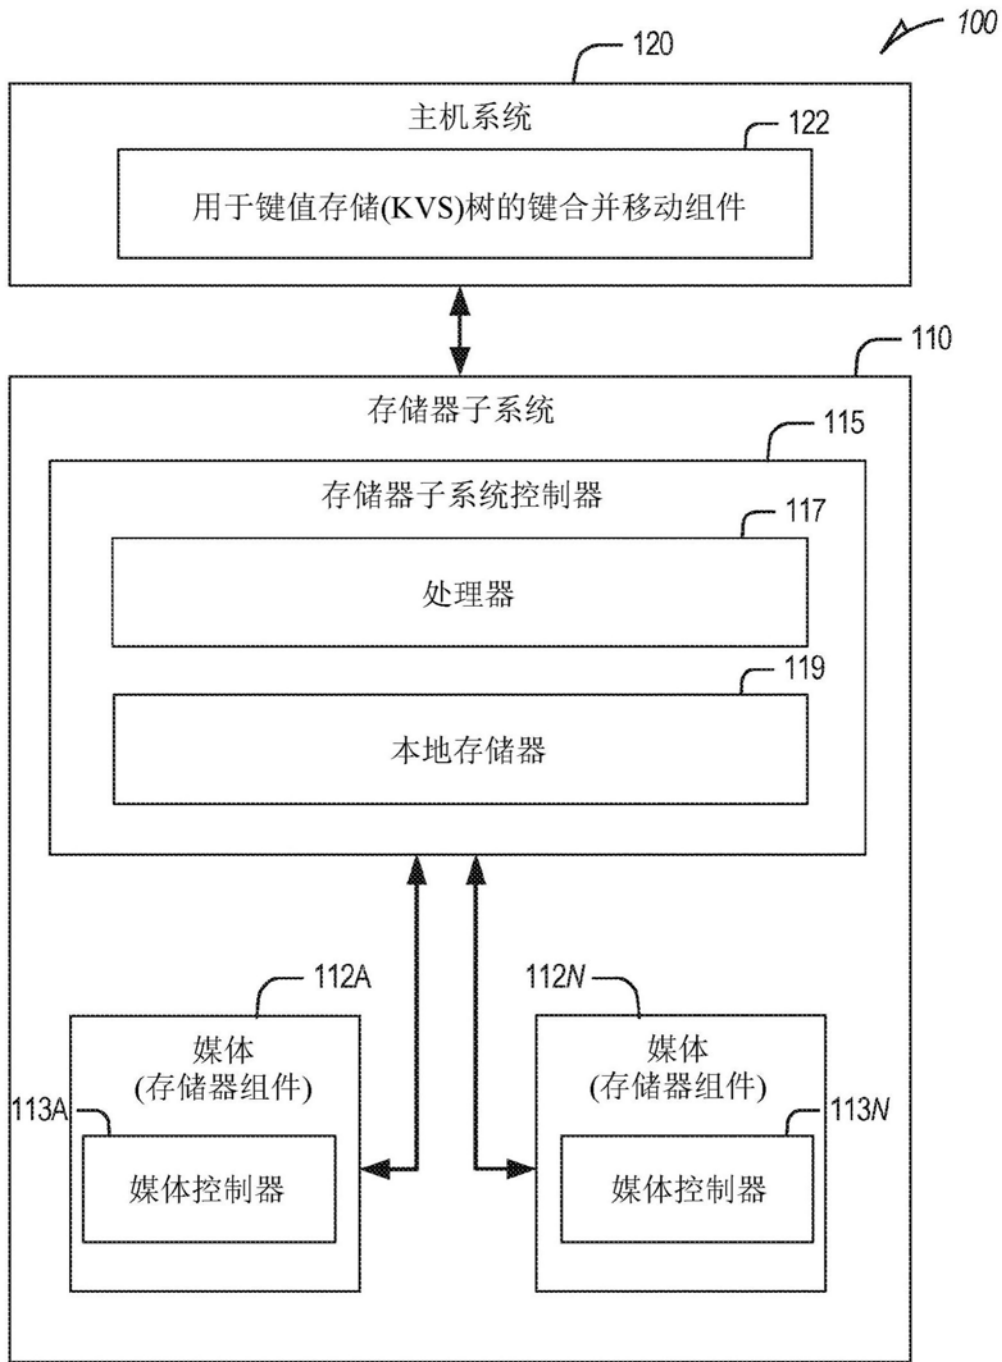 100
120
主机系统
122
用于键值存储(KVS)树的键合并移动组件
110
存储器子系统
115
存储器子系统控制器
117
处理器
119
本地存储器
112A
112N
媒体
(存储器组件)
媒体
(存储器组件)
113A
113N
媒体控制器
媒体控制器